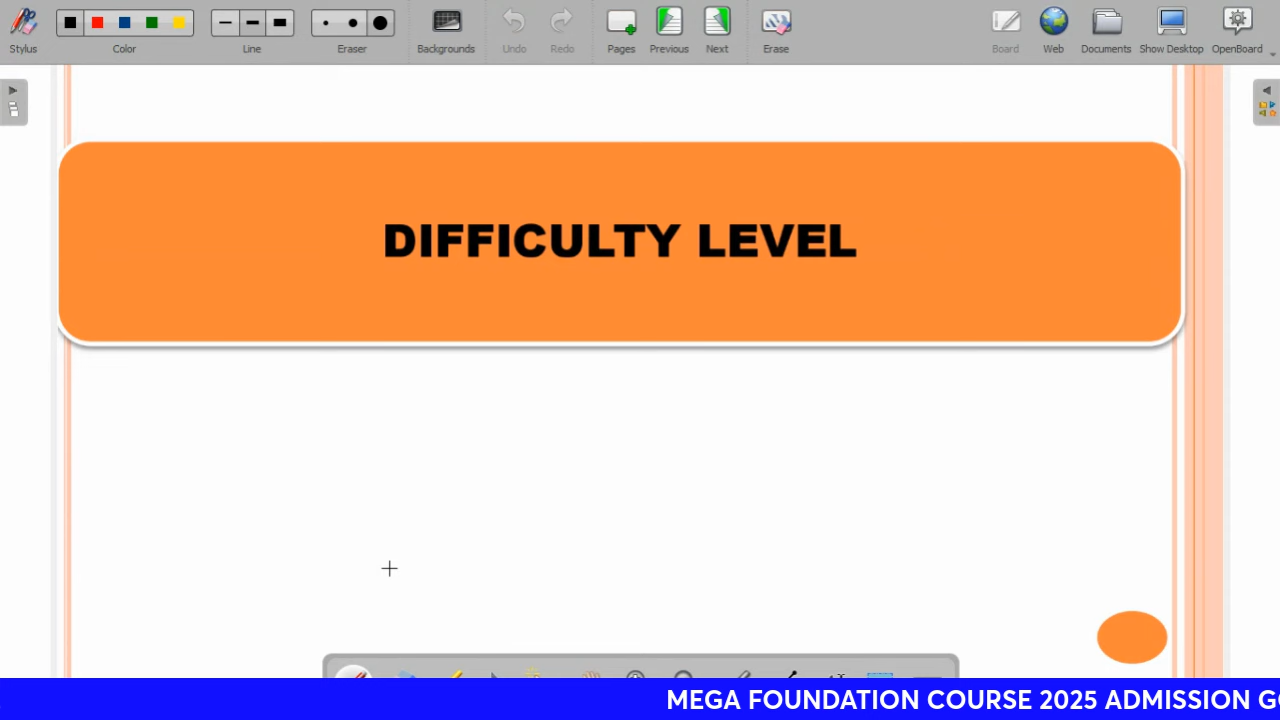 Stylus Color Line Eraser Backgrounds Undo Redo Pages Previous Next Erase Board Web Documents Show Desktop OpenBoard
DIFFICULTY LEVEL
MEGA FOUNDATION COURSE 2025 ADMISSION